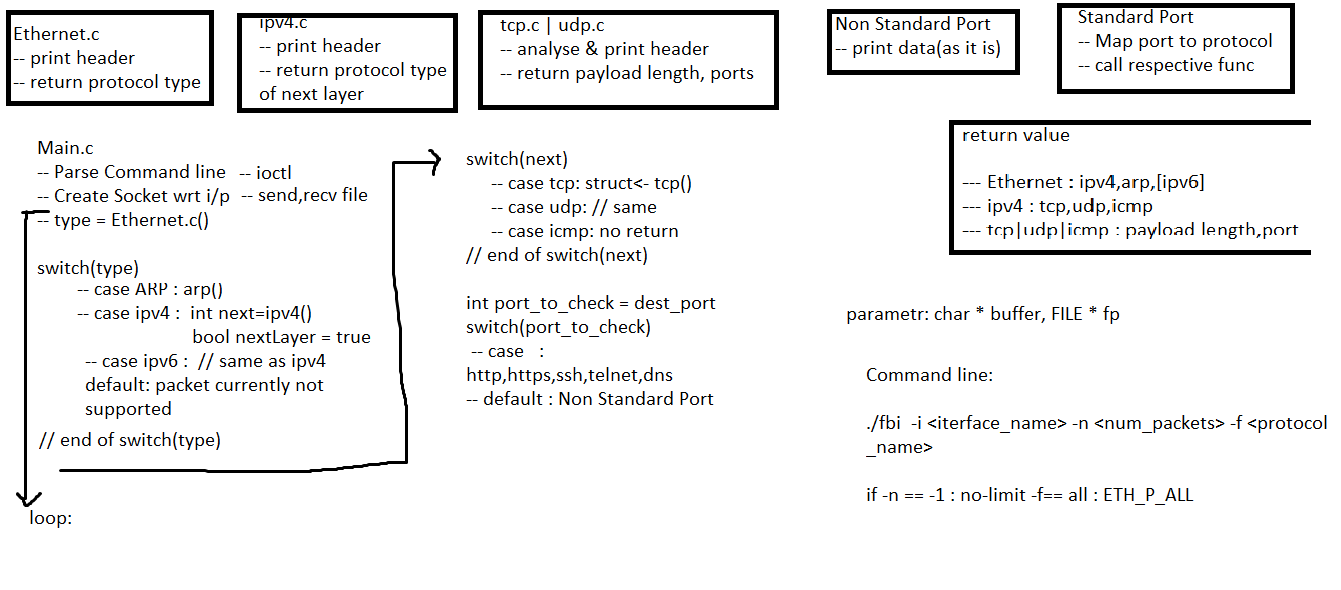 Ethernet.c
-- print header
-- return protocol type
ipv4.c
-- print header
-- return protocol type
of next layer
tcp.c | udp.c
-- analyse & print header
-- return payload length, ports
Non Standard Port
-- print data(as it is)
Standard Port
-- Map port to protocol
-- call respective func
Main.c
-- Parse Command line -- ioctl
-- Create Socket wrt i/p -- send,recv file
-- type = Ethernet.c()
switch(type)
-- case ARP : arp()
-- case ipv4 : int next=ipv4()
bool nextLayer = true
-- case ipv6 : // same as ipv4
default: packet currently not
supported
// end of switch(type)
loop:
switch(next)
-- case tcp: struct<- tcp()
-- case udp: // same
-- case icmp: no return
// end of switch(next)
int port_to_check = dest_port
switch(port_to_check)
-- case :
http,https,ssh,telnet,dns
-- default : Non Standard Port
return value
--- Ethernet : ipv4,arp,[ipv6]
--- ipv4 : tcp,udp,icmp
--- tcp|udp|icmp : payload length,port
parametr: char * buffer, FILE * fp
Command line:
./fbi -i <iterface_name> -n <num_packets> -f <protocol
_name>
if -n == -1 : no-limit -f== all : ETH_P_ALL